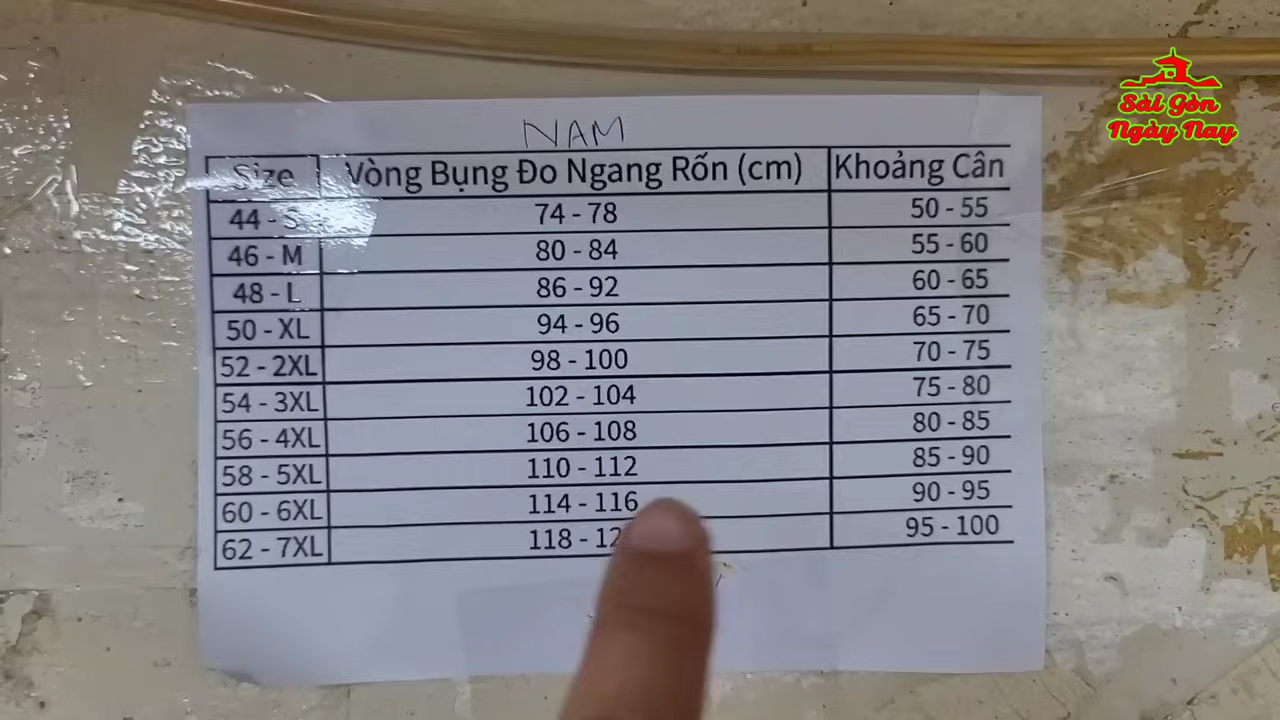 Sài Gòn
Ngày Nay
NAM
Size Vòng Bụng Đo Ngang Rốn (cm) Khoảng Cân
44 - S 74 - 78 50 - 55
46 - M 80 - 84 55 - 60
48 - L 86 - 92 60 - 65
50 - XL 94 - 96 65 - 70
52 - 2XL 98 - 100 70 - 75
54 - 3XL 102 - 104 75 - 80
56 - 4XL 106 - 108 80 - 85
58 - 5XL 110 - 112 85 - 90
60 - 6XL 114 - 116 90 - 95
62 - 7XL 118 - 95 - 100